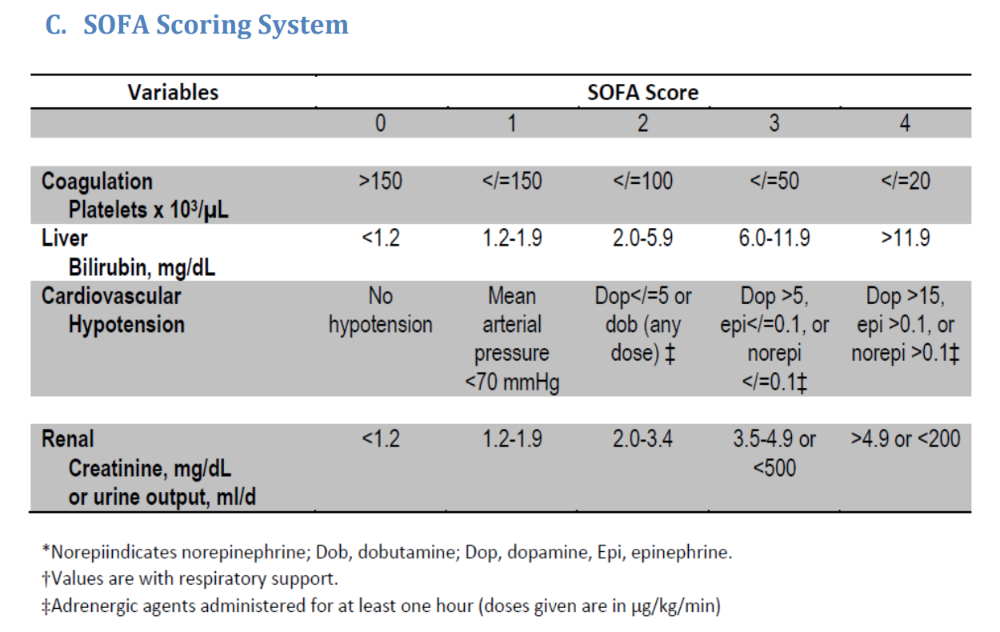 C. SOFA Scoring System
Variables SOFA Score
0 1 2 3 4
Coagulation >150 </=150 </=100 </=50 </=20
Platelets x 10³/µL
Liver <1.2 1.2-1.9 2.0-5.9 6.0-11.9 >11.9
Bilirubin, mg/dL
Cardiovascular No Mean Dop</=5 or Dop >5, Dop >15,
Hypotension hypotension arterial dob (any epi</=0.1, or epi >0.1, or
pressure dose) ‡ norepi norepi >0.1‡
<70 mmHg </=0.1‡
Renal <1.2 1.2-1.9 2.0-3.4 3.5-4.9 or >4.9 or <200
Creatinine, mg/dL <500
or urine output, ml/d
*Norepiindicates norepinephrine; Dob, dobutamine; Dop, dopamine, Epi, epinephrine.
†Values are with respiratory support.
‡Adrenergic agents administered for at least one hour (doses given are in µg/kg/min)